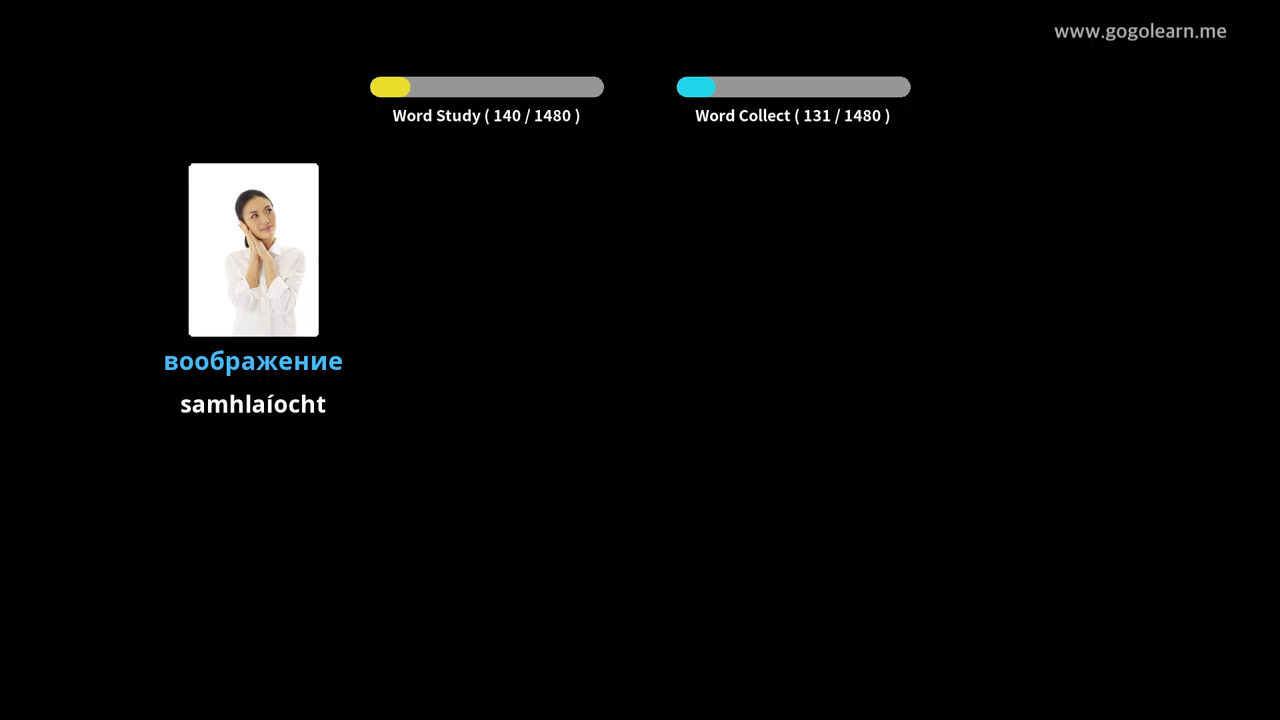 www.gogolearn.me
Word Study ( 140 / 1480 )
Word Collect ( 131 / 1480 )
воображение
samhlaíocht